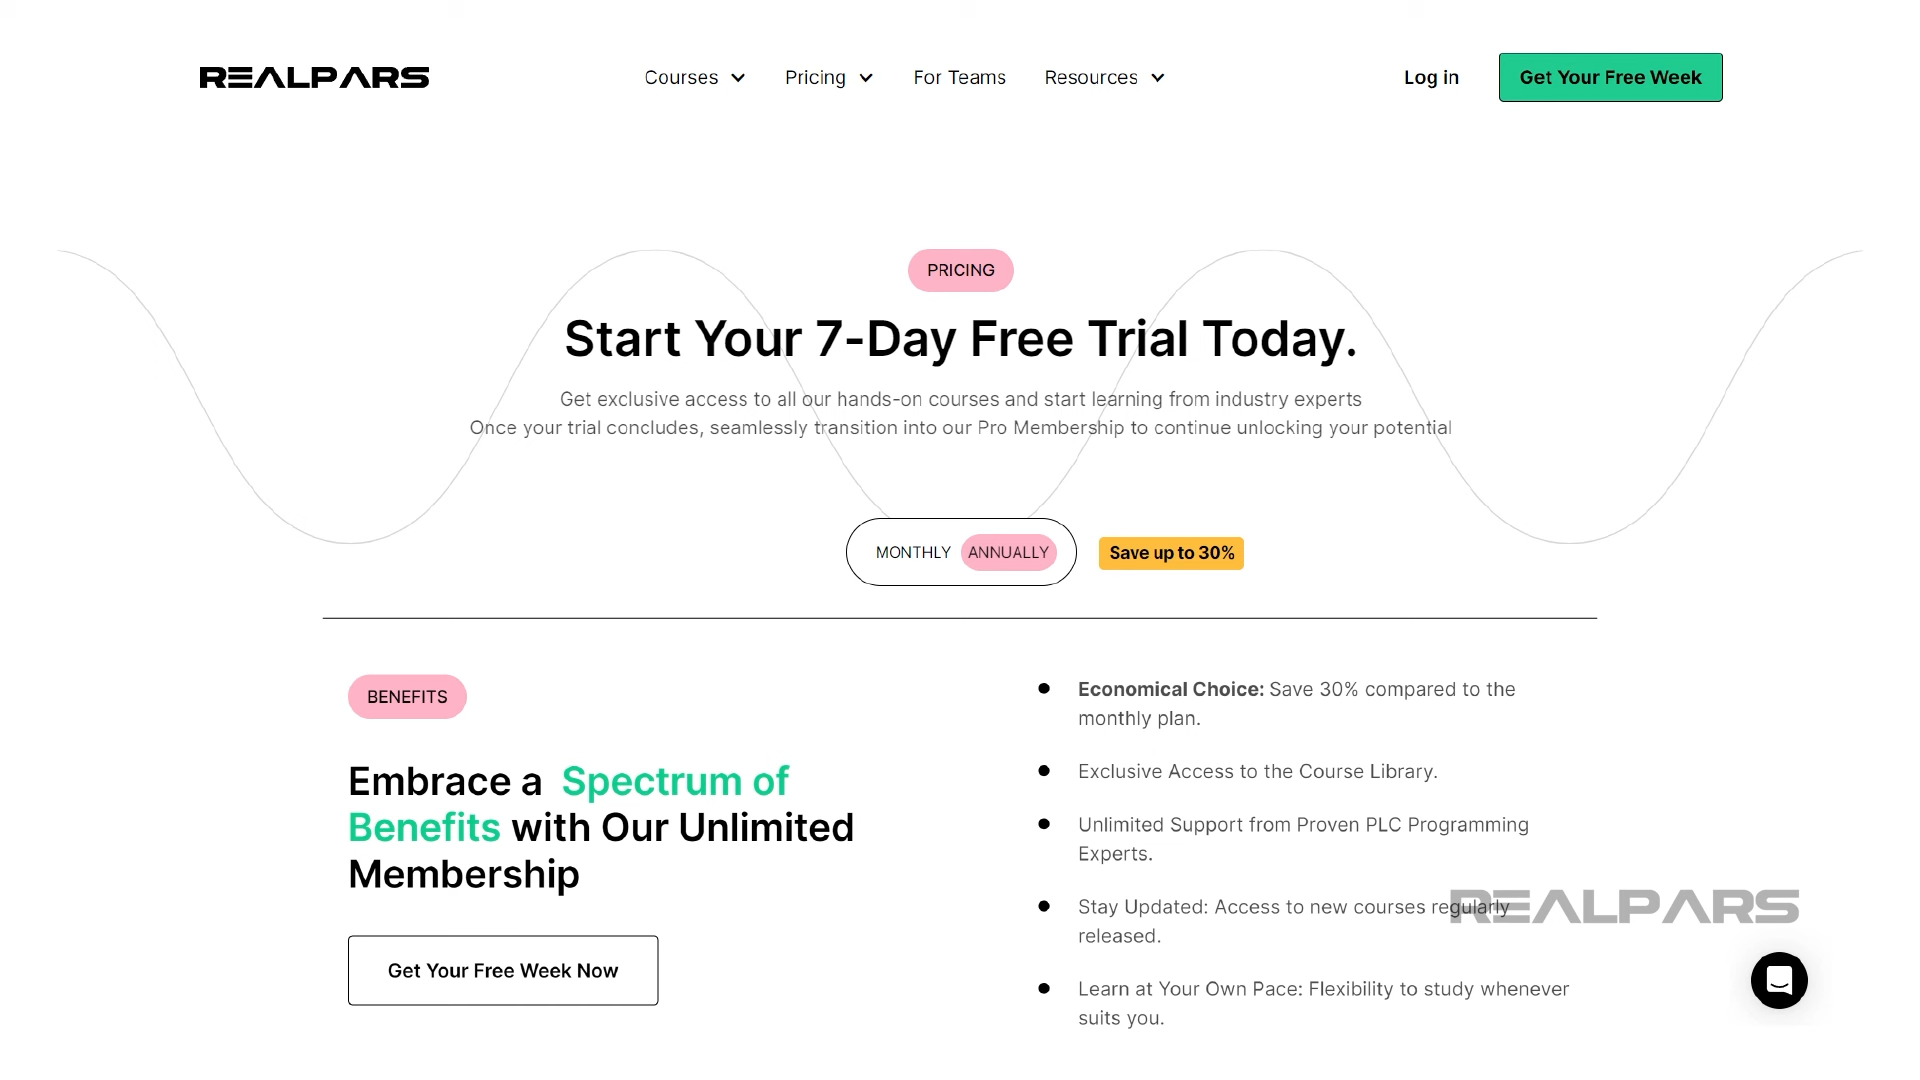 REALPARS
Courses
Pricing
For Teams
Resources
Log in
Get Your Free Week
PRICING
Start Your 7-Day Free Trial Today.
Get exclusive access to all our hands-on courses and start learning from industry experts
Once your trial concludes, seamlessly transition into our Pro Membership to continue unlocking your potential
MONTHLY
ANNUALLY
Save up to 30%
BENEFITS
Embrace a Spectrum of
Benefits with Our Unlimited
Membership
Get Your Free Week Now
Economical Choice: Save 30% compared to the
monthly plan.
Exclusive Access to the Course Library.
Unlimited Support from Proven PLC Programming
Experts.
Stay Updated: Access to new courses regularly
released.
Learn at Your Own Pace: Flexibility to study whenever
suits you.
REALPARS